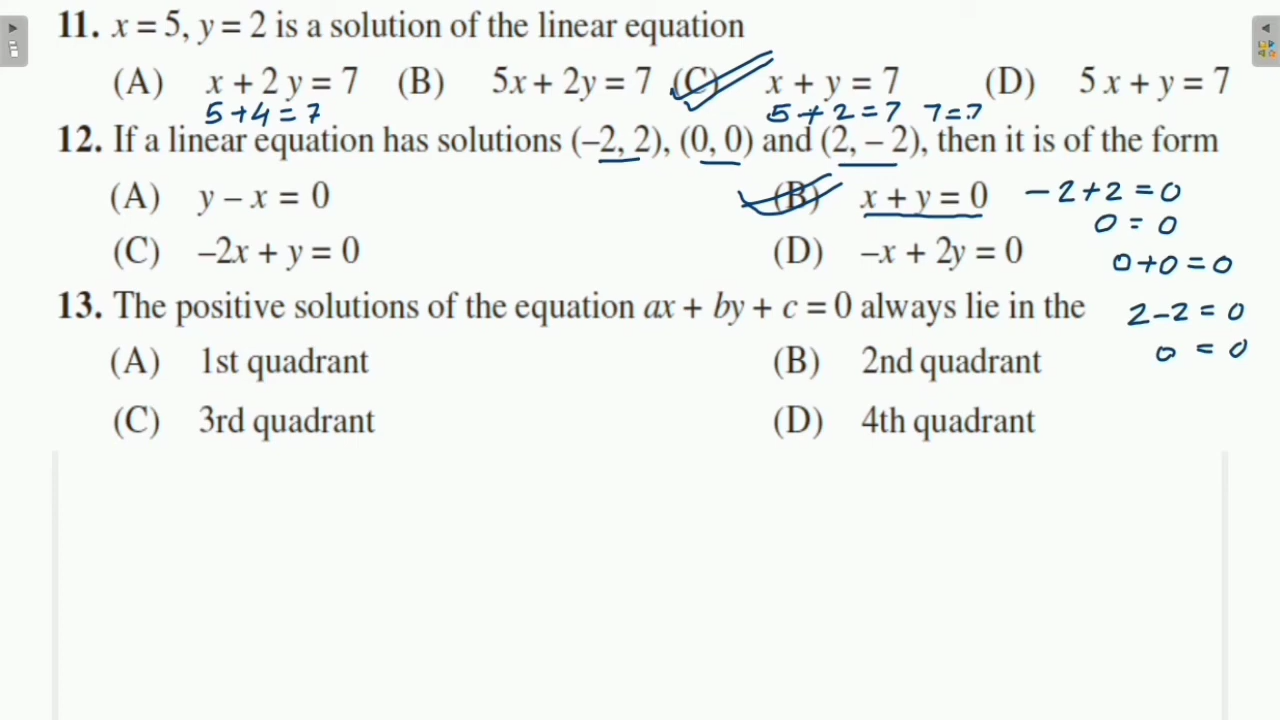 11. x = 5, y = 2 is a solution of the linear equation
(A) x + 2 y = 7 (B) 5x + 2y = 7 (C) x + y = 7 (D) 5 x + y = 7
5 + 4 = 7 5 + 2 = 7 7 = 7
12. If a linear equation has solutions (–2, 2), (0, 0) and (2, – 2), then it is of the form
(A) y – x = 0 (B) x + y = 0 - 2 + 2 = 0
0 = 0
(C) –2x + y = 0 (D) –x + 2y = 0 0 + 0 = 0
13. The positive solutions of the equation ax + by + c = 0 always lie in the 2 - 2 = 0
0 = 0
(A) 1st quadrant (B) 2nd quadrant
(C) 3rd quadrant (D) 4th quadrant